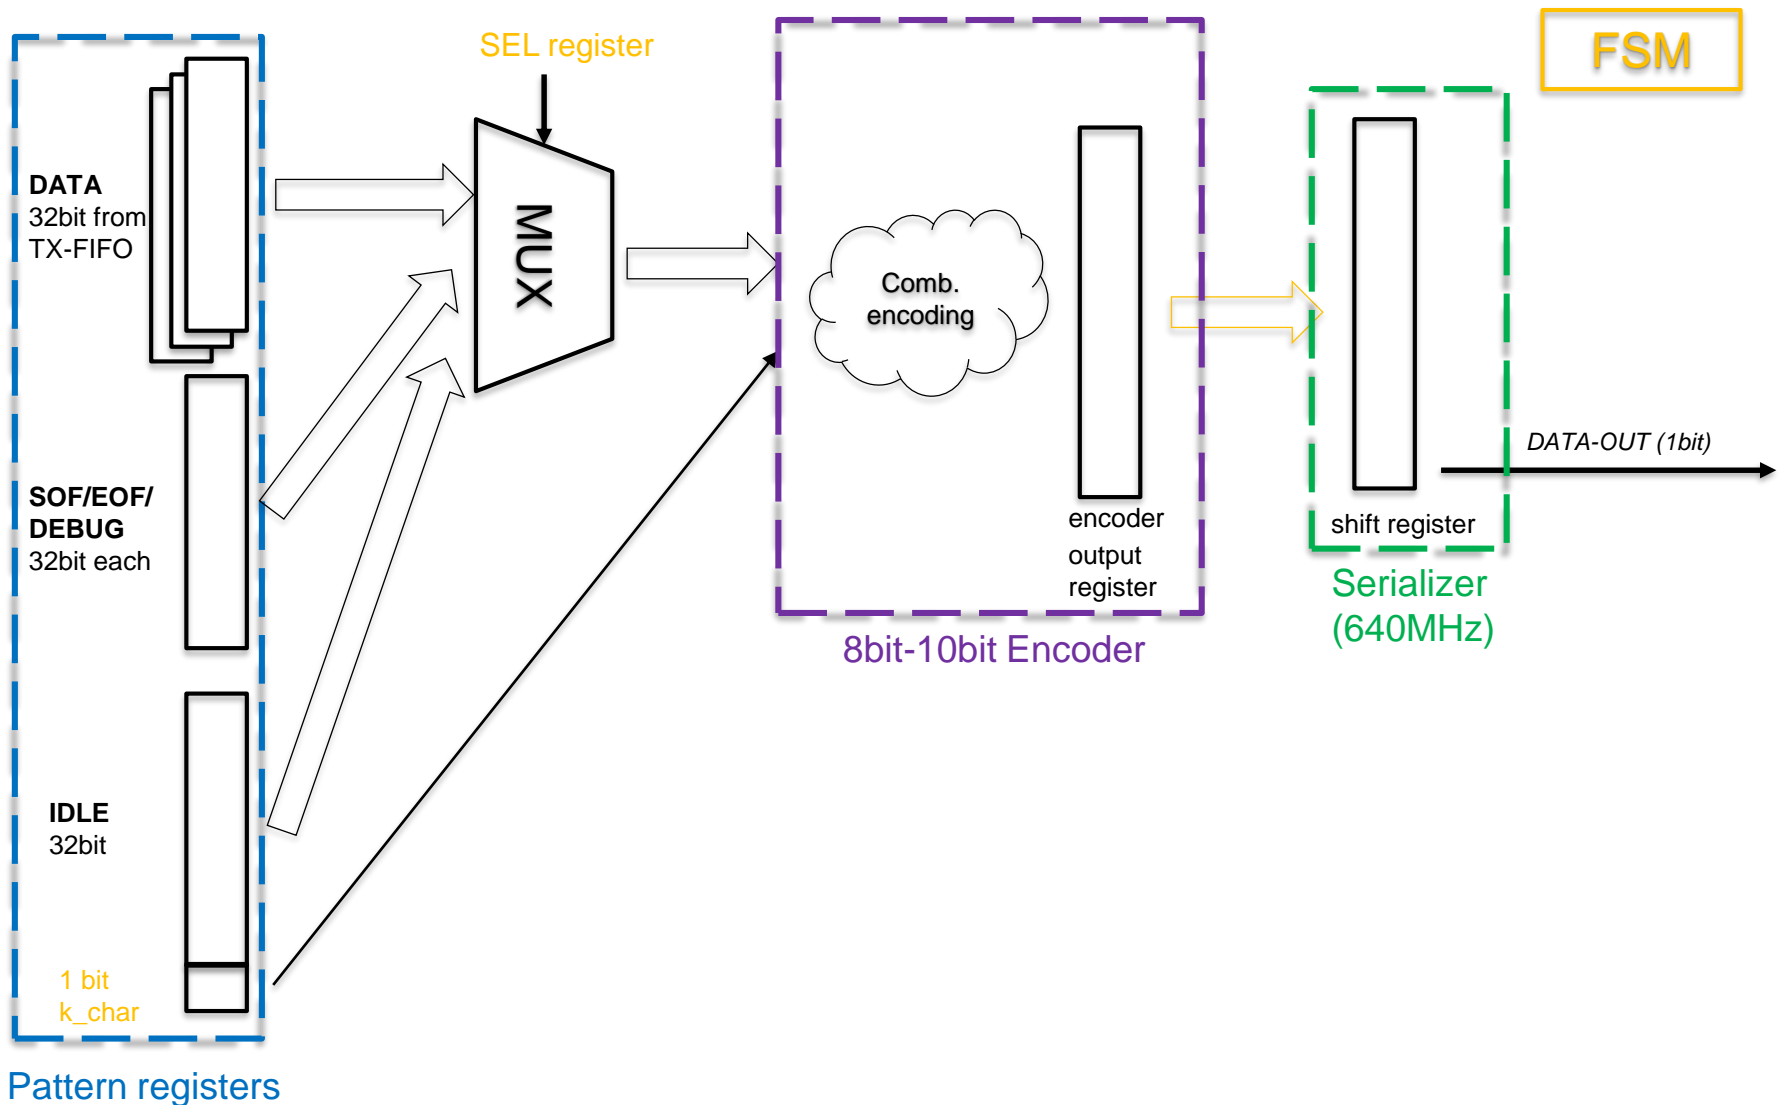 SEL register
FSM
DATA
32bit from
TX-FIFO
MUX
Comb.
encoding
SOF/EOF/
DEBUG
32bit each
encoder
output
register
8bit-10bit Encoder
shift register
DATA-OUT (1bit)
Serializer
(640MHz)
IDLE
32bit
1 bit
k_char
Pattern registers